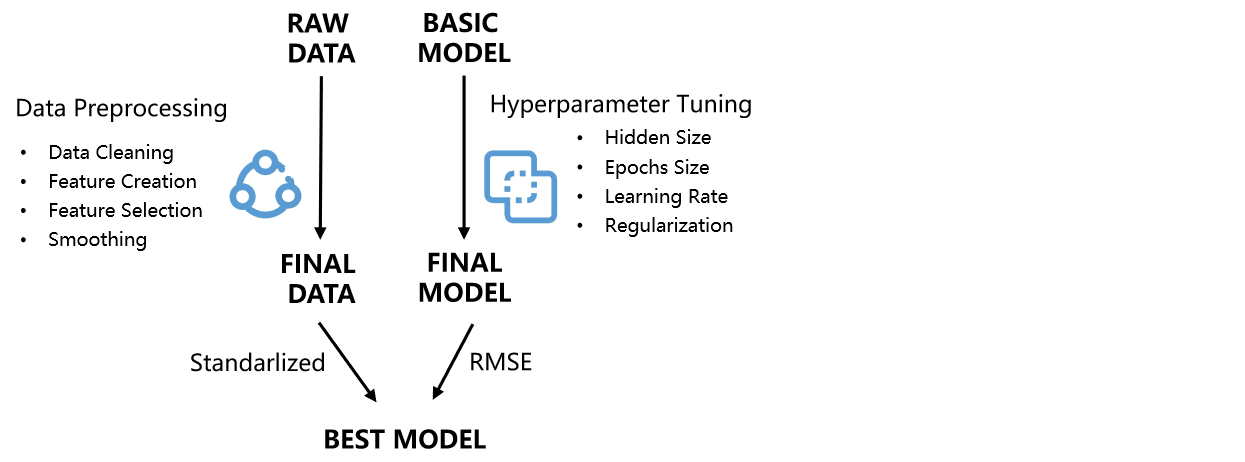 RAW
DATA
BASIC
MODEL
Data Preprocessing
• Data Cleaning
• Feature Creation
• Feature Selection
• Smoothing
Hyperparameter Tuning
• Hidden Size
• Epochs Size
• Learning Rate
• Regularization
FINAL
DATA
FINAL
MODEL
Standarlized
RMSE
BEST MODEL